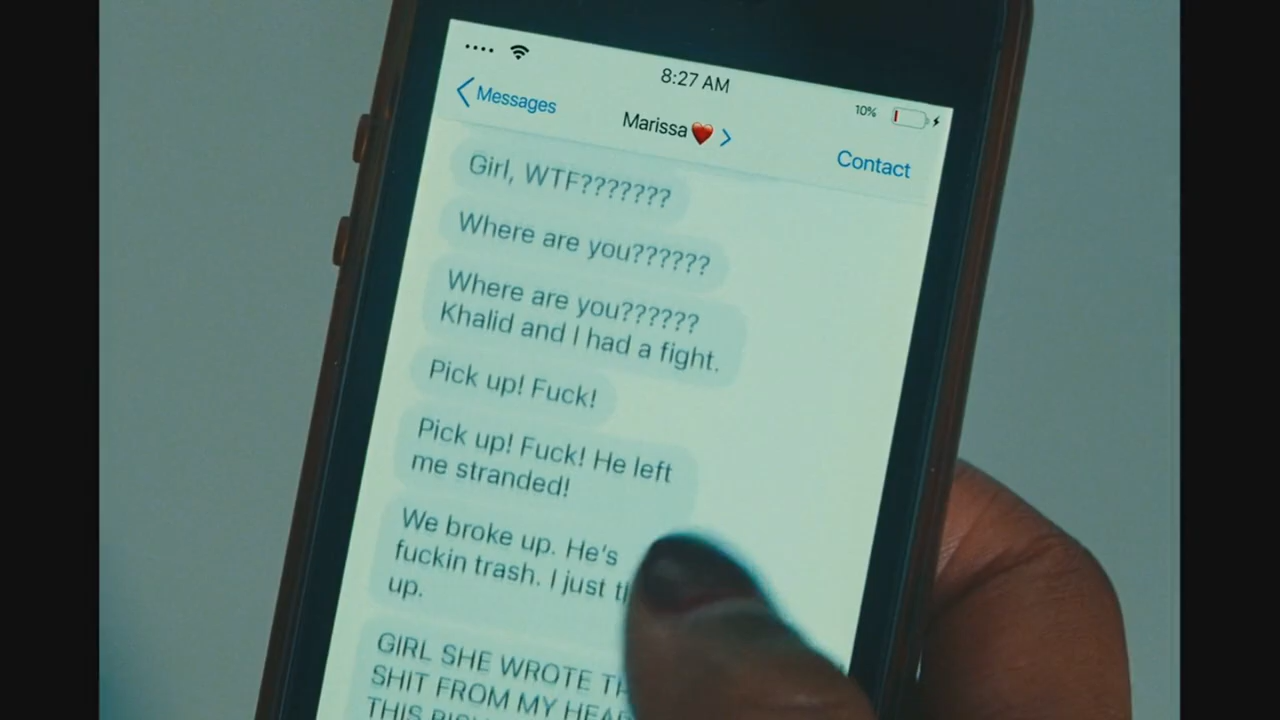 8:27 AM
10%
Messages
Marissa❤️
Contact
Girl, WTF???????
Where are you??????
Where are you??????
Khalid and I had a fight.
Pick up! Fuck!
Pick up! Fuck! He left
me stranded!
We broke up. He's
fuckin trash. I just
up.
GIRL SHE WROTE
SHIT FROM MY
THIS